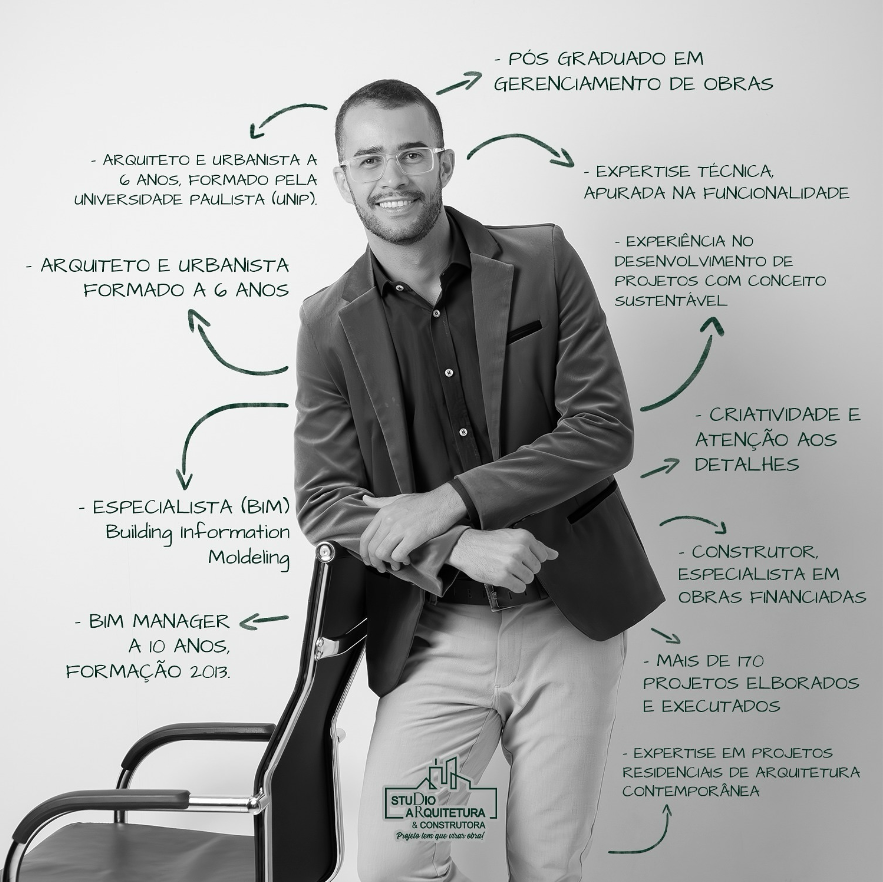 - PÓS GRADUADO EM
GERENCIAMENTO DE OBRAS
- ARQUITETO E URBANISTA A
6 ANOS, FORMADO PELA
UNIVERSIDADE PAULISTA (UNIP).
- EXPERTISE TÉCNICA,
APURADA NA FUNCIONALIDADE
- ARQUITETO E URBANISTA
FORMADO A 6 ANOS
- EXPERIÊNCIA NO
DESENVOLVIMENTO DE
PROJETOS COM CONCEITO
SUSTENTÁVEL
- CRIATIVIDADE E
ATENÇÃO AOS
DETALHES
- ESPECIALISTA (BIM)
Building Information
Moldeling
- CONSTRUTOR,
ESPECIALISTA EM
OBRAS FINANCIADAS
- BIM MANAGER
A 10 ANOS,
FORMAÇÃO 2013.
- MAIS DE 170
PROJETOS ELBORADOS
E EXECUTADOS
- EXPERTISE EM PROJETOS
RESIDENCIAIS DE ARQUITETURA
CONTEMPORÂNEA
STUDIO
ARQUITETURA
& CONSTRUTORA
Projeto tem que virar obra!